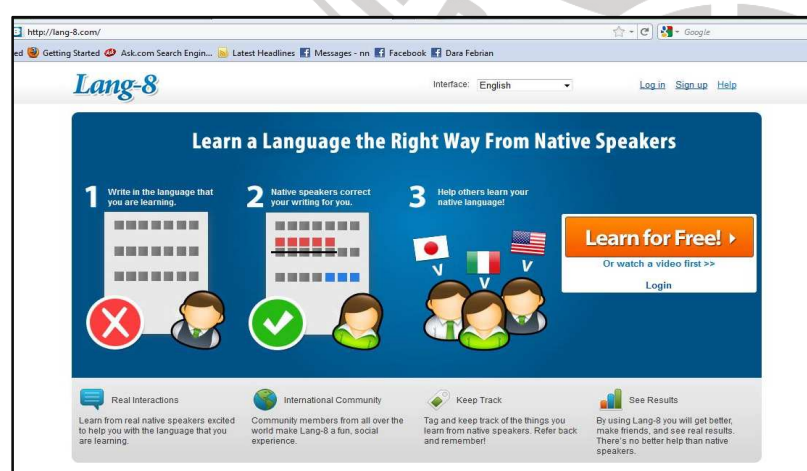 http://lang-8.com/
Google
ed Getting Started Ask.com Search Engin... Latest Headlines Messages - nn Facebook Dara Febrian
Lang-8
Interface: English
Log in Sign up Help
Learn a Language the Right Way From Native Speakers
1 Write in the language that
you are learning.
2 Native speakers correct
your writing for you.
3 Help others learn your
native language!
Learn for Free!
Or watch a video first >>
Login
Real Interactions
Learn from real native speakers excited
to help you with the language that you
are learning.
International Community
Community members from all over the
world make Lang-8 a fun, social
experience.
Keep Track
Tag and keep track of the things you
learn from native speakers. Refer back
and remember!
See Results
By using Lang-8 you will get better,
make friends, and see real results.
There's no better help than native
speakers.